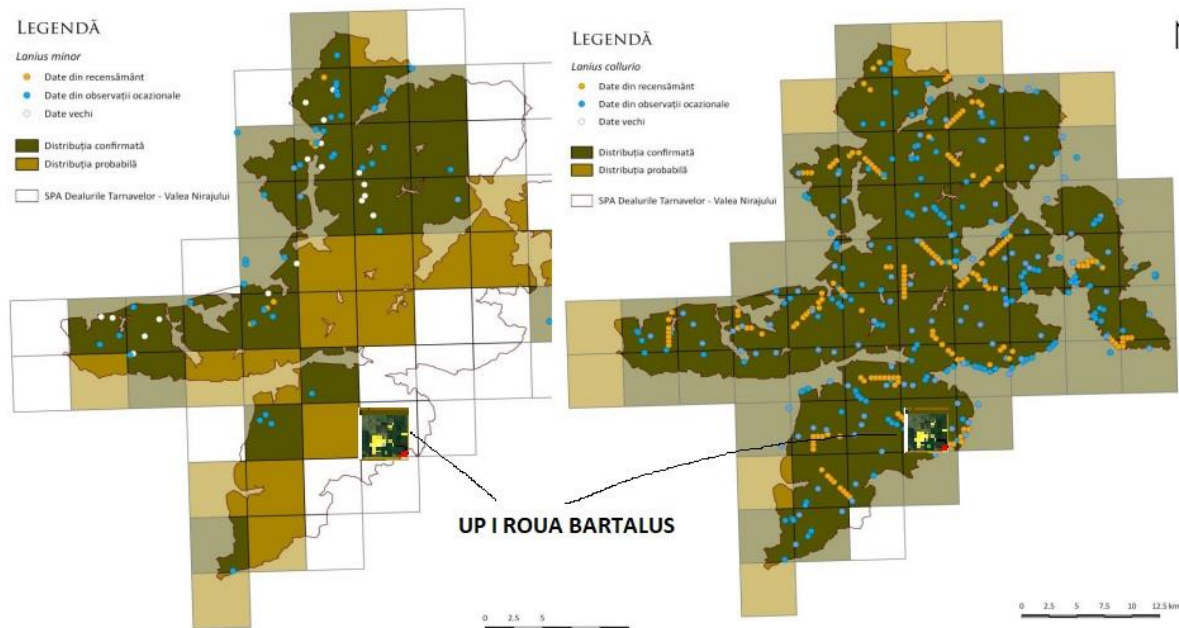 LEGENDĂ
Lanius minor
Date din recensământ
Date din observații ocazionale
Date vechi
Distribuția confirmată
Distribuția probabilă
SPA Dealurile Tarnavelor - Valea Nirajului
0 2.5 5
LEGENDĂ
Lanius collurio
Date din recensământ
Date din observații ocazionale
Date vechi
Distribuția confirmată
Distribuția probabilă
SPA Dealurile Tarnavelor - Valea Nirajului
0 2.5 5 7.5 10 12.5 km
UP I ROUA BARTALUS